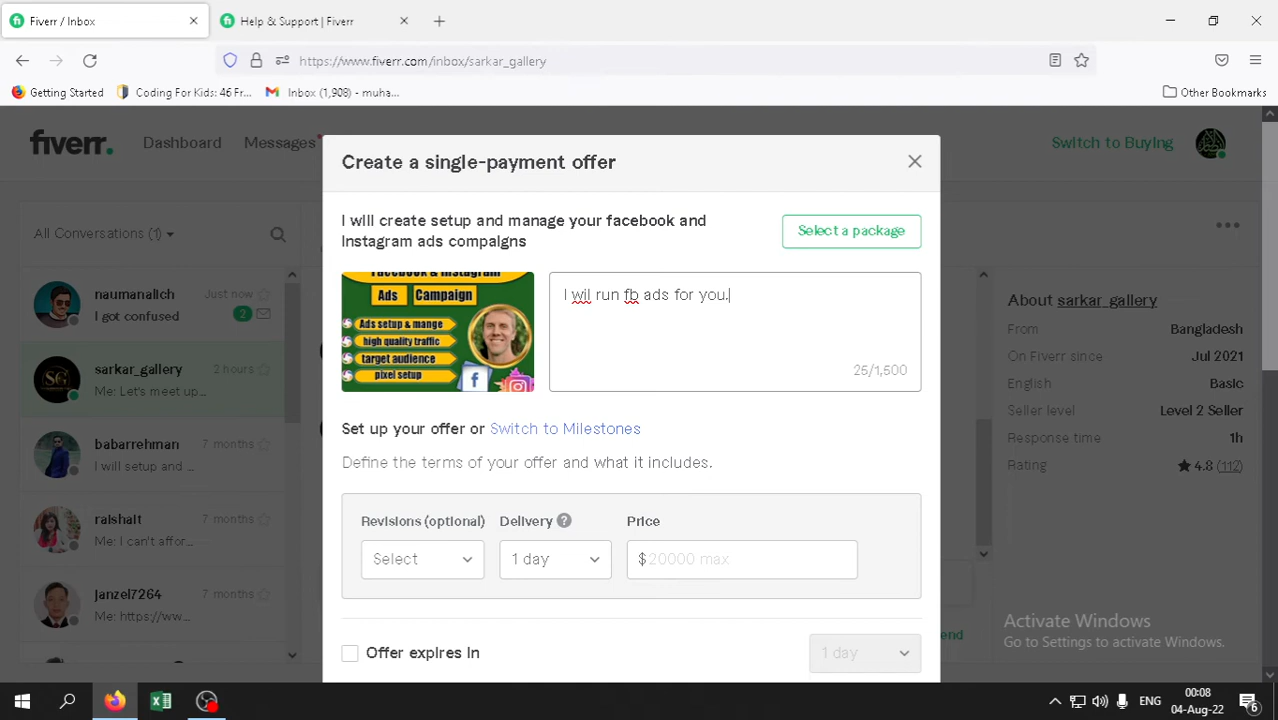 Fiverr / Inbox
Help & Support | Fiverr
https://www.fiverr.com/inbox/sarkar_gallery
Getting Started
Coding For Kids: 46 Fr...
Inbox (1,908) - muha...
Other Bookmarks
fiverr.
Dashboard
Messages
Switch to Buying
Create a single-payment offer
All Conversations (1)
I will create setup and manage your facebook and
Instagram ads compaigns
Select a package
Facebook & Instagram
Ads
Campaign
Ads setup & mange
high quality traffic
target audience
pixel setup
I wil run fb ads for you.
25/1,500
naumanilah
Just now
I got confused
2
sarkar_gallery
2 hours
Me: Let's meet up...
babarrehman
7 months
I will setup and ...
raishait
7 months
Me: I can't affor...
janzel7264
7 months
Me: https://ww...
About sarkar_gallery
From
Bangladesh
On Fiverr since
Jul 2021
English
Basic
Seller level
Level 2 Seller
Response time
1h
Rating
4.8 (112)
Set up your offer or Switch to Milestones
Define the terms of your offer and what it includes.
Revisions (optional)
Delivery
Price
Select
1 day
$20000 max
Offer expires in
1 day
Activate Windows
Go to Settings to activate Windows.
ENG
00:08
04-Aug-22
6